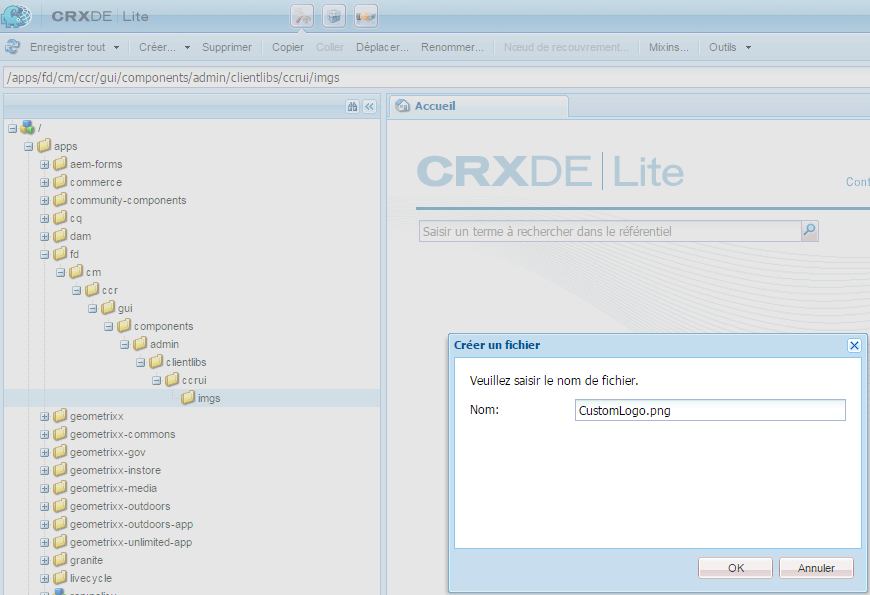 CRXDE | Lite
Enregistrer tout Créer... Supprimer Copier Coller Déplacer... Renommer... Nœud de recouvrement... Mixins... Outils
/apps/fd/cm/ccr/gui/components/admin/clientlibs/ccrui/imgs
Accueil
/
apps
aem-forms
commerce
community-components
cq
dam
fd
cm
ccr
gui
components
admin
clientlibs
ccrui
imgs
geometrixx
geometrixx-commons
geometrixx-gov
geometrixx-instore
geometrixx-media
geometrixx-outdoors
geometrixx-outdoors-app
geometrixx-unlimited-app
granite
livecycle
CRXDE | Lite
Cont
Saisir un terme à rechercher dans le référentiel
Créer un fichier
Veuillez saisir le nom de fichier.
Nom: CustomLogo.png
OK Annuler